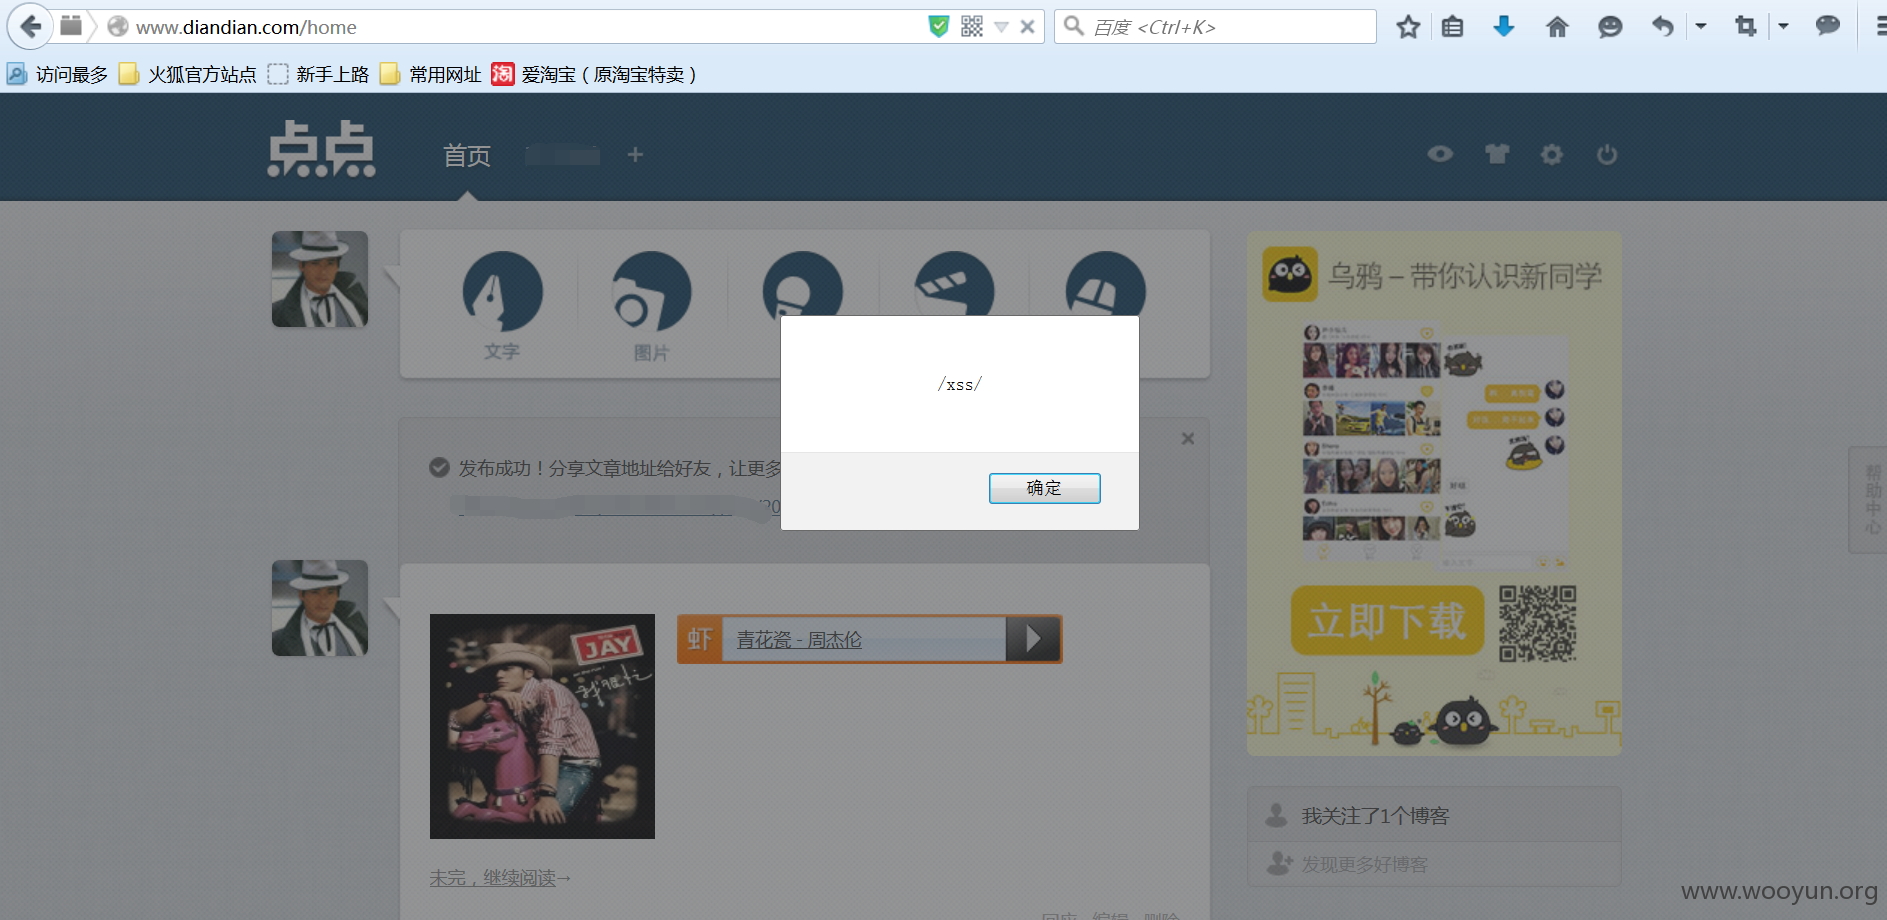 www.diandian.com/home
百度 <Ctrl+K>
访问最多 火狐官方站点 新手上路 常用网址 淘 爱淘宝（原淘宝特卖）
点点 首页 +
乌鸦－带你认识新同学
文字 图片
/xss/
确定
发布成功！分享文章地址给好友，让更多
/20
帮助中心
立即下载
JAY
我很忙
虾 青花瓷 - 周杰伦
我关注了1个博客
未完，继续阅读→
发现更多好博客
www.wooyun.org